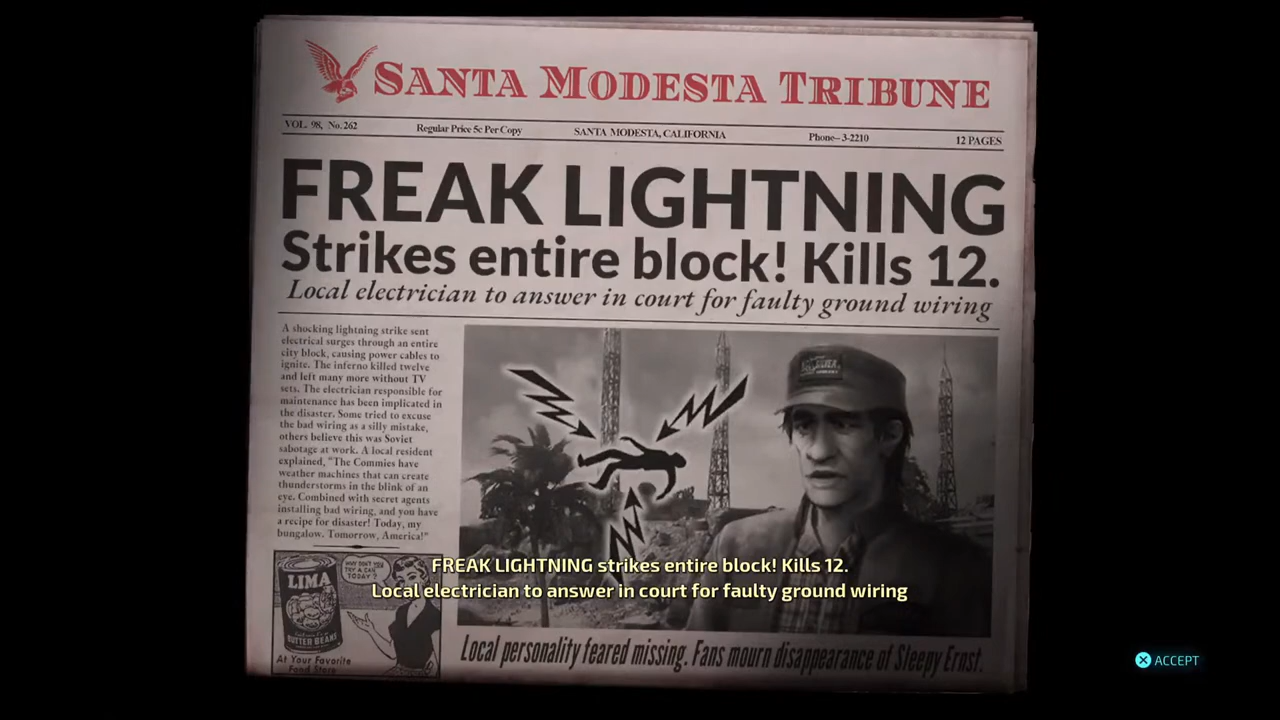 SANTA MODESTA TRIBUNE
VOL. 98, No. 262 Regular Price 5c Per Copy SANTA MODESTA, CALIFORNIA Phone–3-2210 12 PAGES
FREAK LIGHTNING
Strikes entire block! Kills 12.
Local electrician to answer in court for faulty ground wiring
A shocking lightning strike sent
electrical surges through an entire
city block, causing power cables to
ignite. The inferno killed twelve
and left many more without TV
sets. The electrician responsible for
maintenance has been implicated in
the disaster. Some tried to excuse
the bad wiring as a silly mistake,
others believe this was Soviet
sabotage at work. A local resident
explained, "The Commies have
weather machines that can create
thunderstorms in the blink of an
eye. Combined with secret agents
installing bad wiring, and you have
a recipe for disaster! Today, my
bungalow. Tomorrow, America!"
WHY DON'T YOU
TRY A CAN
TODAY?
LIMA
BUTTER BEANS
At Your Favorite
Food Store
FREAK LIGHTNING strikes entire block! Kills 12.
Local electrician to answer in court for faulty ground wiring
Local personality feared missing. Fans mourn disappearance of Sleepy Ernst.
ACCEPT